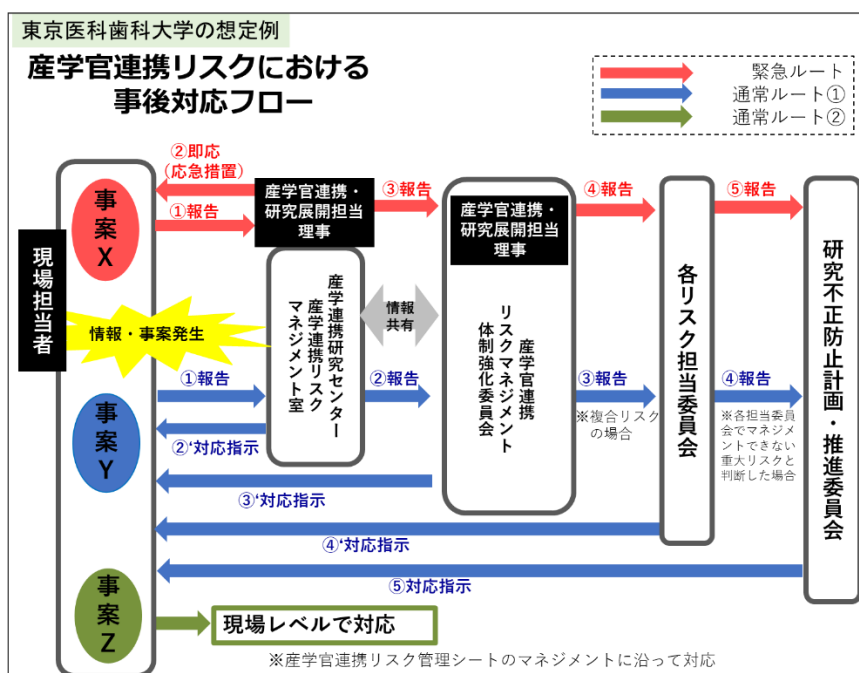 東京医科歯科大学の想定例
産学官連携リスクにおける
事後対応フロー
緊急ルート
通常ルート①
通常ルート②
②即応
(応急措置)
①報告
③報告
④報告
⑤報告
事案X
現場担当者
産学官連携・
研究展開担当
理事
産学官連携・
研究展開担当
理事
情報・事案発生
産学連携研究センター
産学連携リスク
マネジメント室
情報
共有
産学官連携
リスクマネジメント
体制強化委員会
各リスク担当委員会
研究不正防止計画・推進委員会
①報告
②報告
③報告
④報告
※複合リスク
の場合
※各担当委員
会でマネジメ
ントできない
重大リスクと
判断した場合
事案Y
②‘対応指示
③‘対応指示
④‘対応指示
⑤対応指示
事案Z
現場レベルで対応
※産学官連携リスク管理シートのマネジメントに沿って対応